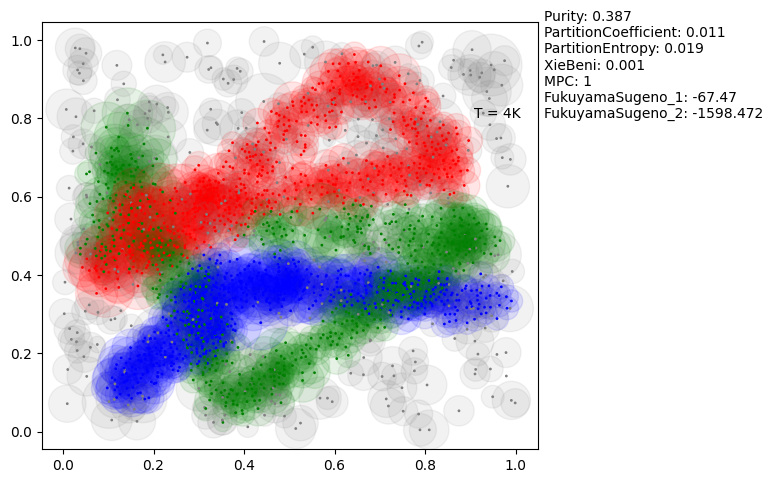 Purity: 0.387
PartitionCoefficient: 0.011
PartitionEntropy: 0.019
XieBeni: 0.001
MPC: 1
FukuyamaSugeno_1: -67.47
FukuyamaSugeno_2: -1598.472
T = 4K
1.0
0.8
0.6
0.4
0.2
0.0
0.0 0.2 0.4 0.6 0.8 1.0